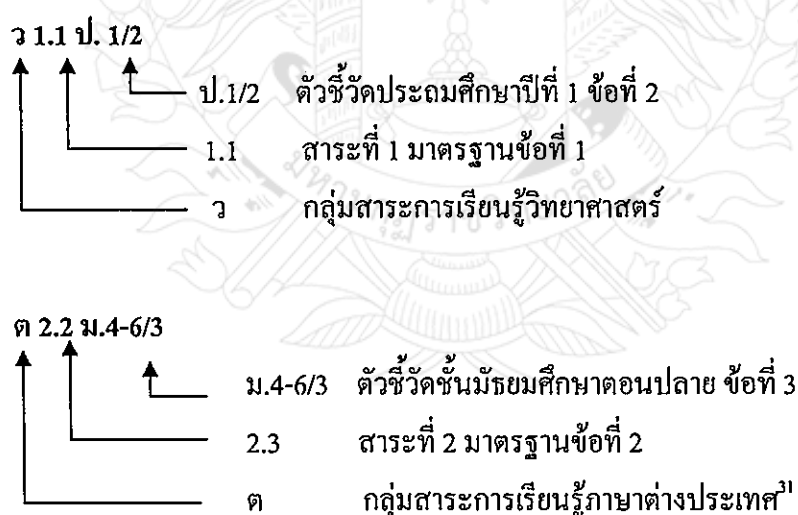 ว 1.1 ป. 1/2
ป.1/2 ตัวชี้วัดประถมศึกษาปีที่ 1 ข้อที่ 2
1.1 สาระที่ 1 มาตรฐานข้อที่ 1
ว กลุ่มสาระการเรียนรู้วิทยาศาสตร์
ต 2.2 ม.4-6/3
ม.4-6/3 ตัวชี้วัดชั้นมัธยมศึกษาตอนปลาย ข้อที่ 3
2.3 สาระที่ 2 มาตรฐานข้อที่ 2
ต กลุ่มสาระการเรียนรู้ภาษาต่างประเทศ³¹